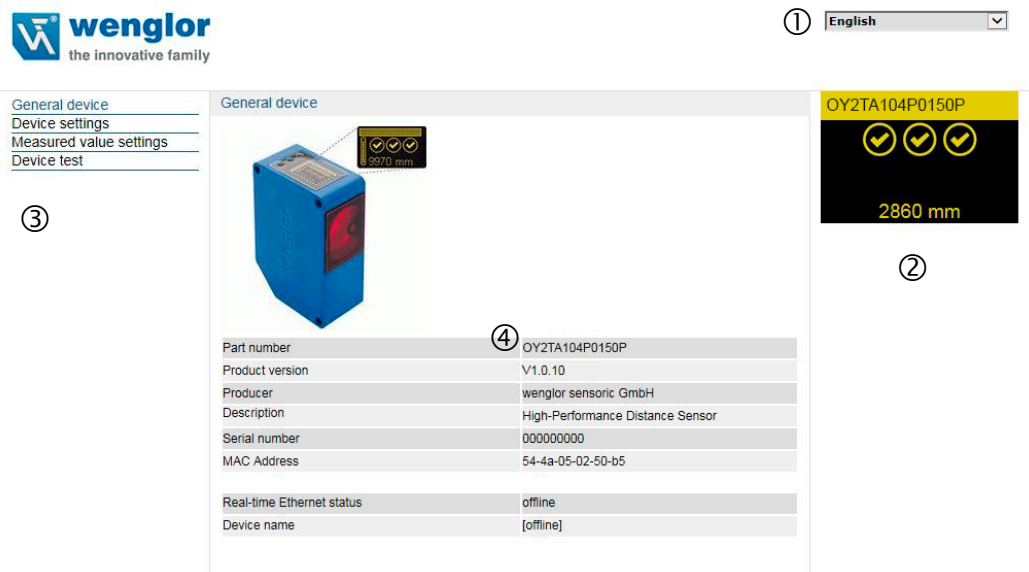 wenglor
the innovative family
① English
General device
Device settings
Measured value settings
Device test
③
General device
9970 mm
wenglor
④
Part number OY2TA104P0150P
Product version V1.0.10
Producer wenglor sensoric GmbH
Description High-Performance Distance Sensor
Serial number 000000000
MAC Address 54-4a-05-02-50-b5
Real-time Ethernet status offline
Device name [offline]
OY2TA104P0150P
2860 mm
②